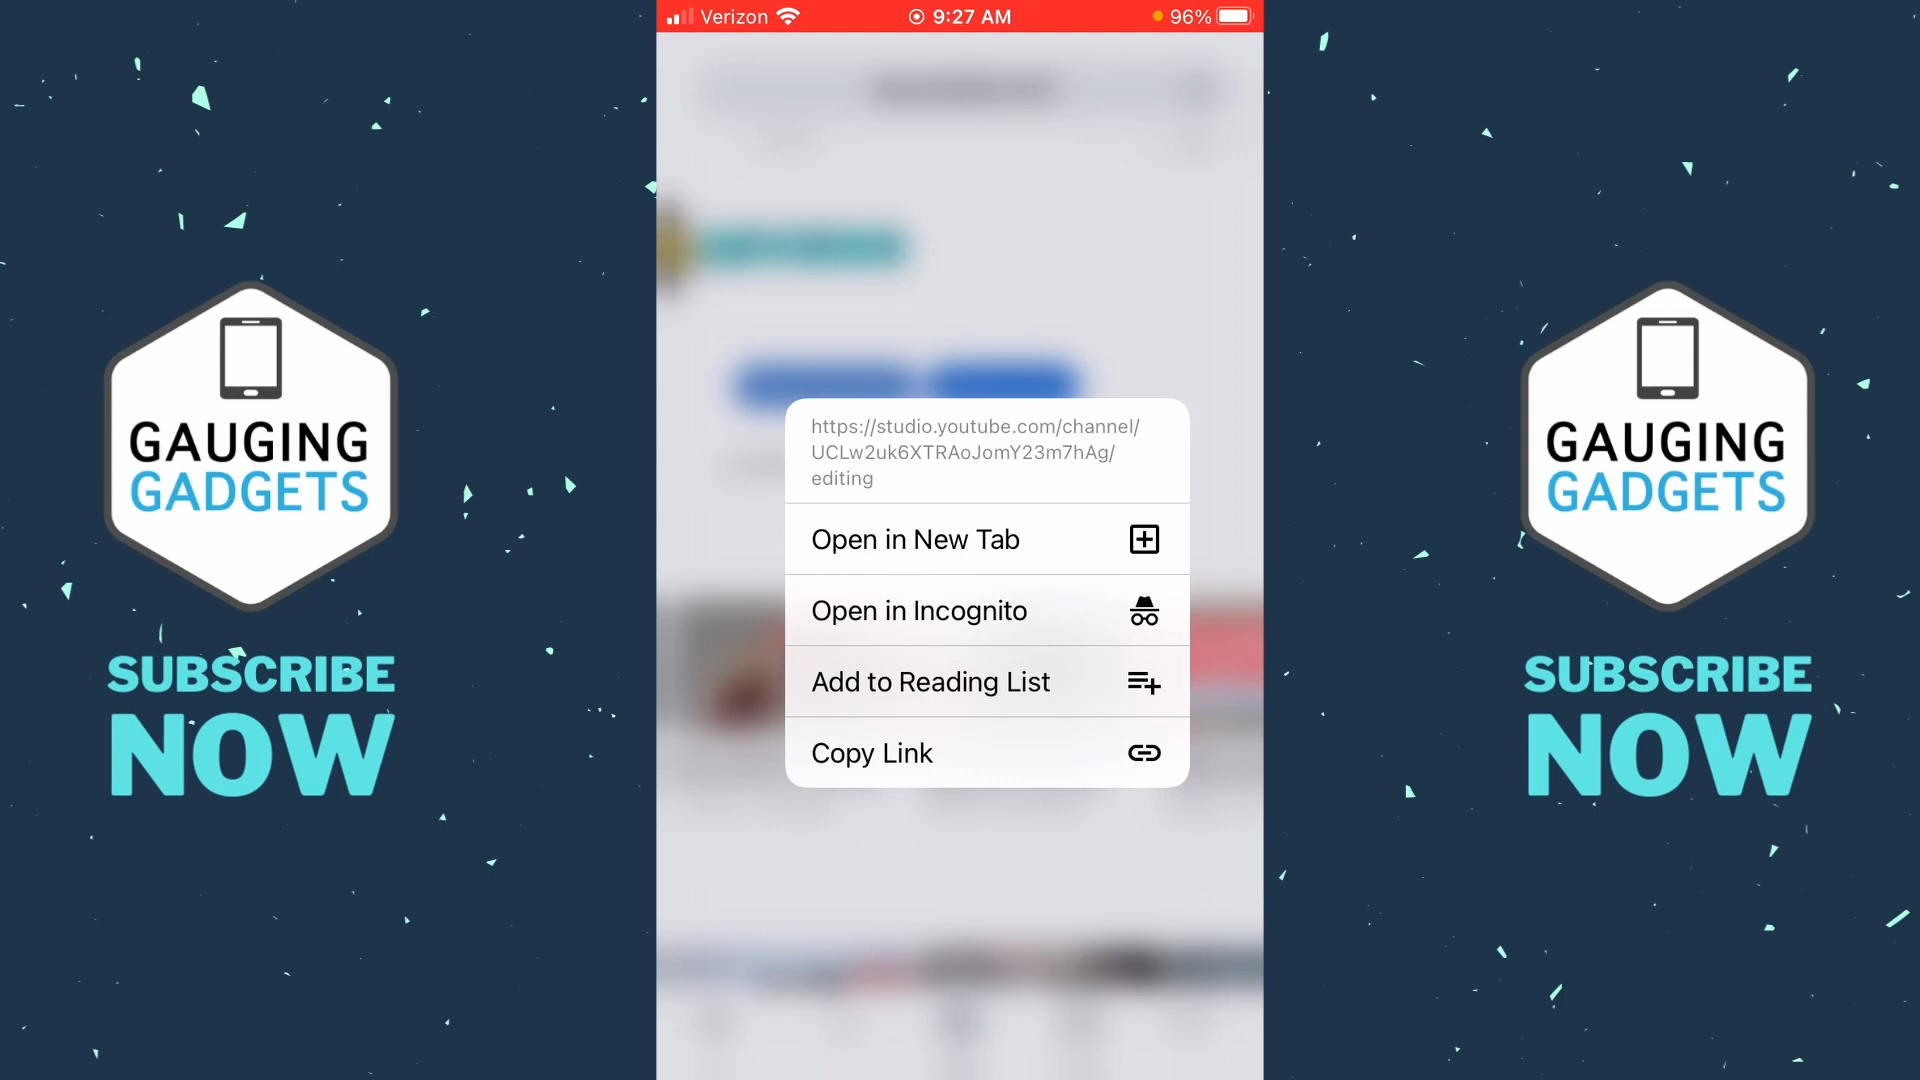 Verizon 9:27 AM 96%
GAUGING
GADGETS
SUBSCRIBE
NOW
https://studio.youtube.com/channel/
UCLw2uk6XTRAoJomY23m7hAg/
editing
Open in New Tab
Open in Incognito
Add to Reading List
Copy Link
GAUGING
GADGETS
SUBSCRIBE
NOW